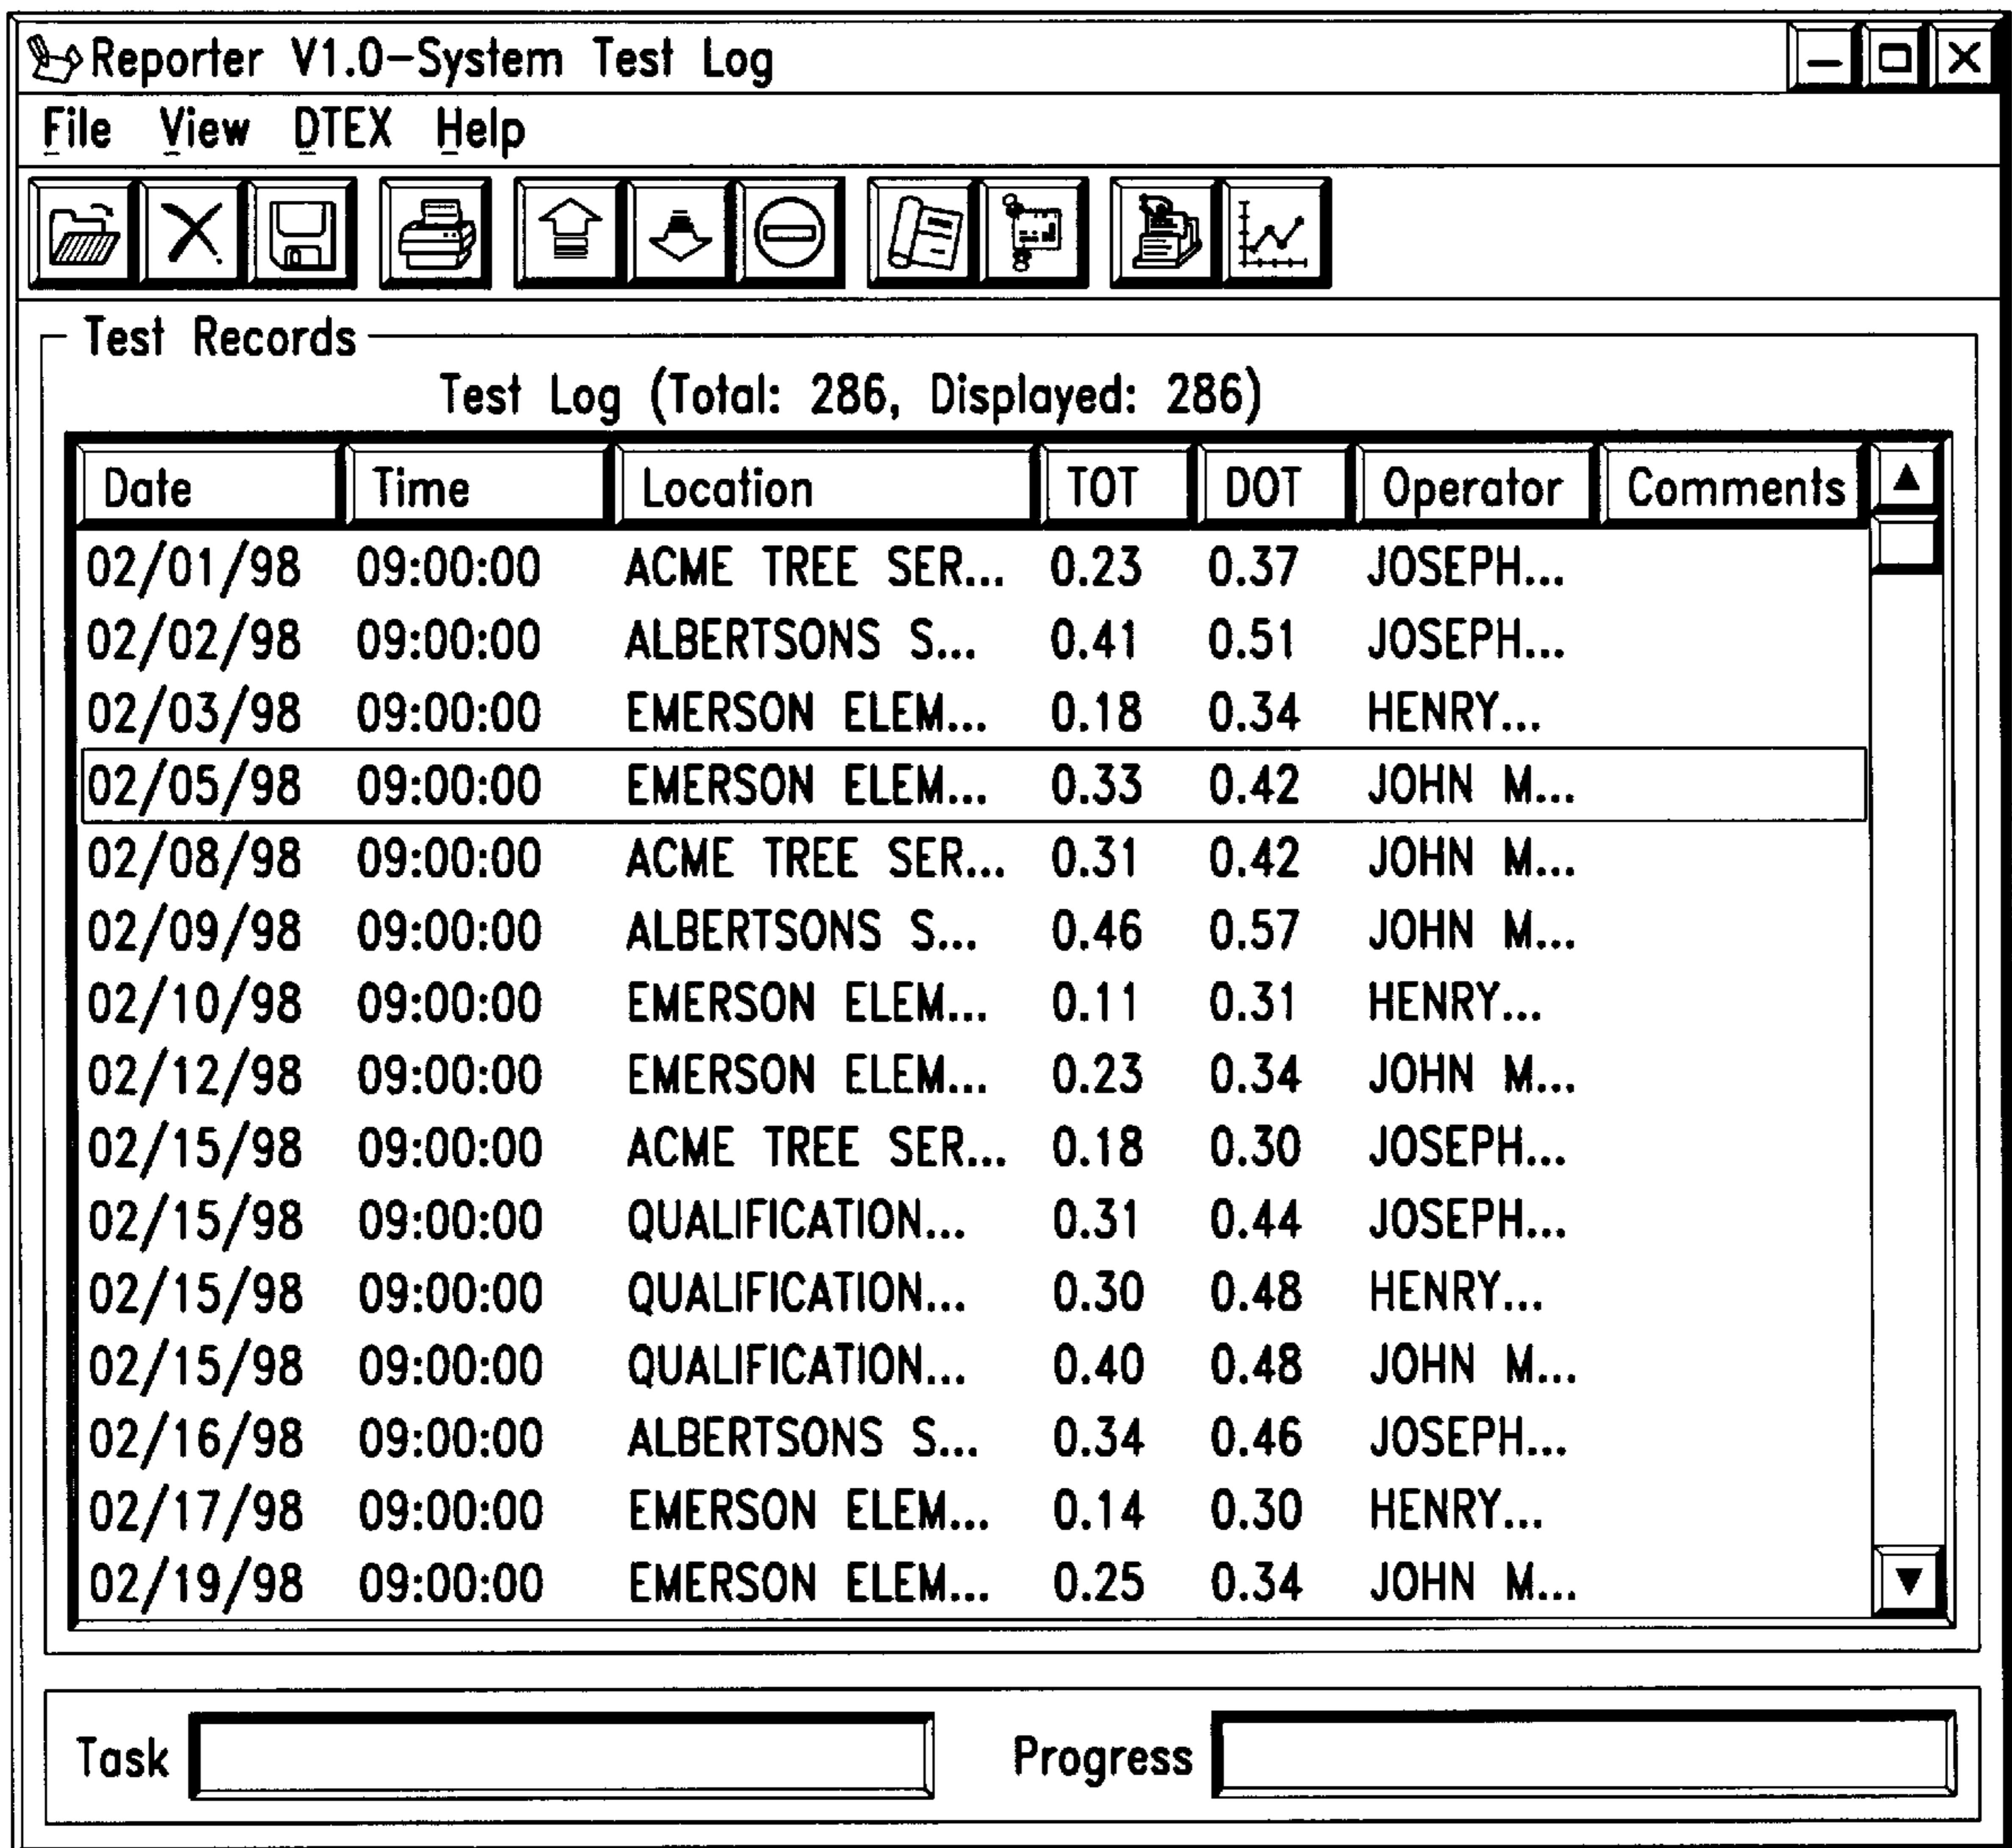 Reporter V1.0-System Test Log
File View DTEX Help
Test Records
Test Log (Total: 286, Displayed: 286)
Date Time Location TOT DOT Operator Comments
02/01/98 09:00:00 ACME TREE SER... 0.23 0.37 JOSEPH...
02/02/98 09:00:00 ALBERTSONS S... 0.41 0.51 JOSEPH...
02/03/98 09:00:00 EMERSON ELEM... 0.18 0.34 HENRY...
02/05/98 09:00:00 EMERSON ELEM... 0.33 0.42 JOHN M...
02/08/98 09:00:00 ACME TREE SER... 0.31 0.42 JOHN M...
02/09/98 09:00:00 ALBERTSONS S... 0.46 0.57 JOHN M...
02/10/98 09:00:00 EMERSON ELEM... 0.11 0.31 HENRY...
02/12/98 09:00:00 EMERSON ELEM... 0.23 0.34 JOHN M...
02/15/98 09:00:00 ACME TREE SER... 0.18 0.30 JOSEPH...
02/15/98 09:00:00 QUALIFICATION... 0.31 0.44 JOSEPH...
02/15/98 09:00:00 QUALIFICATION... 0.30 0.48 HENRY...
02/15/98 09:00:00 QUALIFICATION... 0.40 0.48 JOHN M...
02/16/98 09:00:00 ALBERTSONS S... 0.34 0.46 JOSEPH...
02/17/98 09:00:00 EMERSON ELEM... 0.14 0.30 HENRY...
02/19/98 09:00:00 EMERSON ELEM... 0.25 0.34 JOHN M...
Task Progress